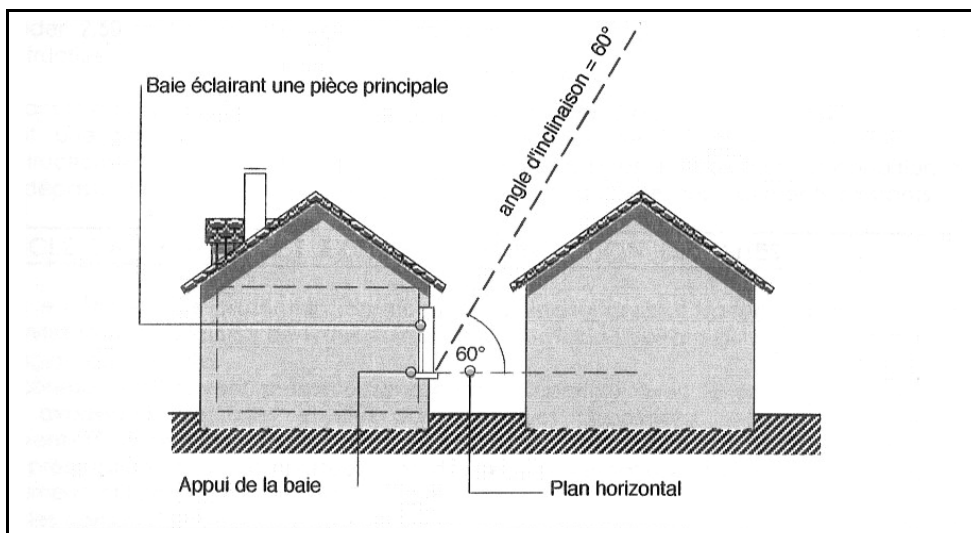 Baie éclairant une pièce principale
angle d'inclinaison = 60°
60°
Appui de la baie
Plan horizontal